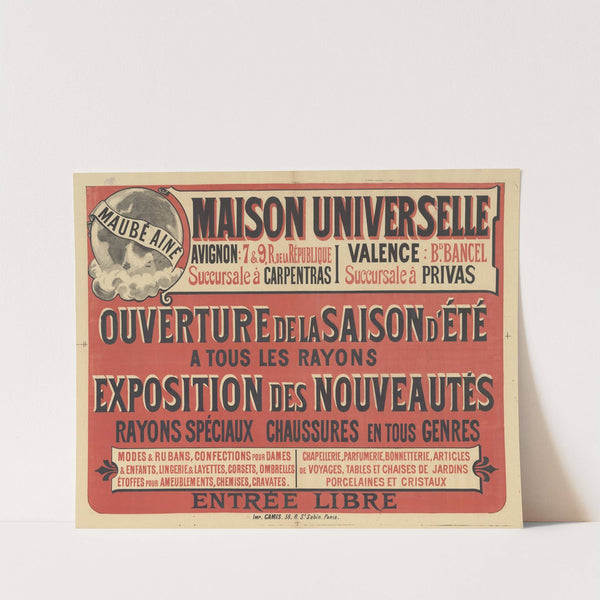 MAUBÉ AINÉ
MAISON UNIVERSELLE
AVIGNON: 7 & 9, R. DE LA RÉPUBLIQUE
Succursale à CARPENTRAS
VALENCE : Bᴰ BANCEL
Succursale à PRIVAS
OUVERTURE DE LA SAISON D'ÉTÉ
A TOUS LES RAYONS
EXPOSITION DES NOUVEAUTÉS
RAYONS SPÉCIAUX CHAUSSURES EN TOUS GENRES
MODES & RUBANS, CONFECTIONS POUR DAMES
& ENFANTS, LINGERIE & LAYETTES, CORSETS, OMBRELLES
ÉTOFFES POUR AMEUBLEMENTS, CHEMISES, CRAVATES.
CHAPELLERIE, PARFUMERIE, BONNETTERIE, ARTICLES
DE VOYAGES, TABLES ET CHAISES DE JARDINS
PORCELAINES ET CRISTAUX
ENTRÉE LIBRE
Imp. CAMIS. 58, R. St Sabin. Paris.